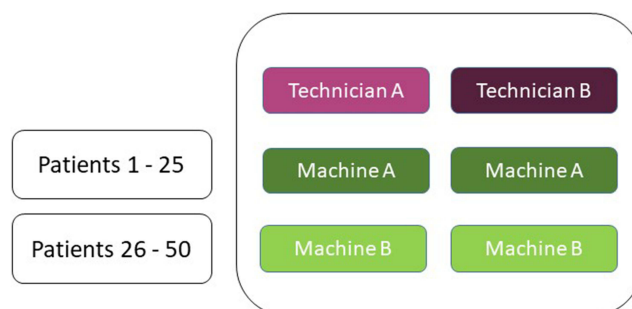 Technician A Technician B
Patients 1 - 25 Machine A Machine A
Patients 26 - 50 Machine B Machine B